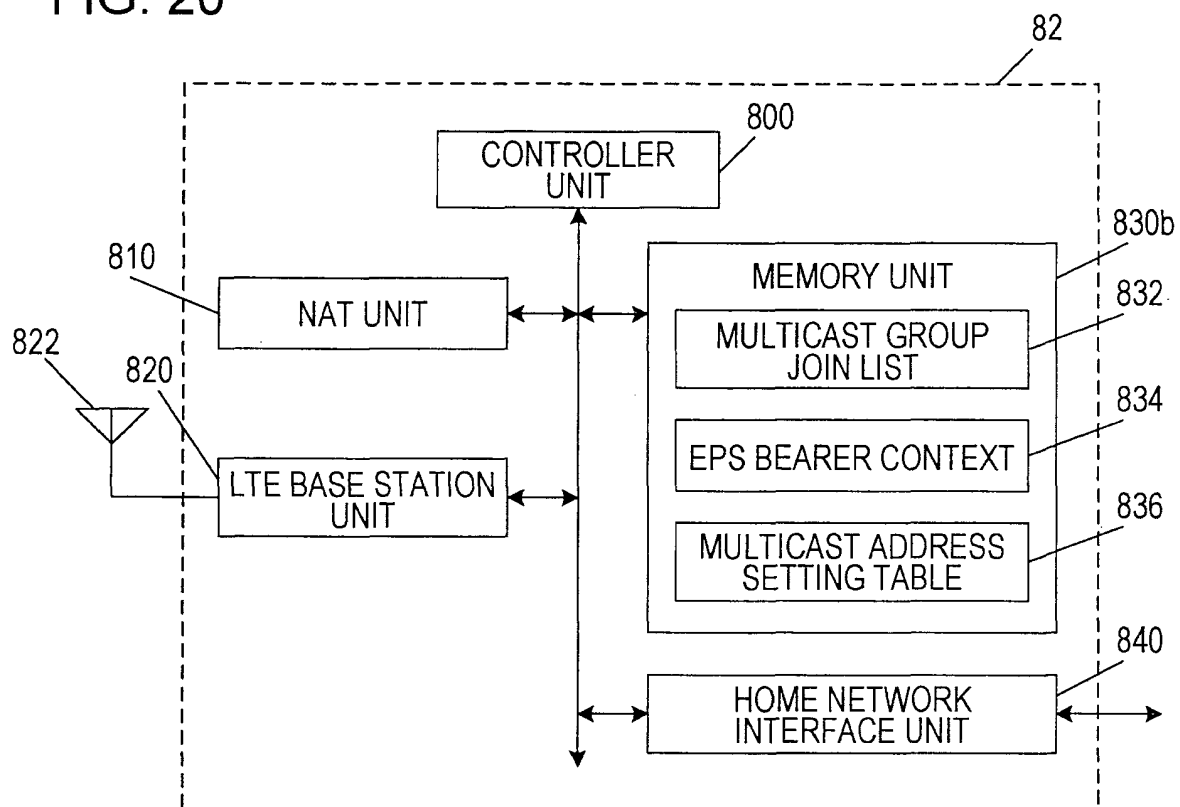 FIG. 20
82
800
CONTROLLER
UNIT
830b
810
MEMORY UNIT
832
NAT UNIT
MULTICAST GROUP
JOIN LIST
822
820
834
EPS BEARER CONTEXT
LTE BASE STATION
UNIT
836
MULTICAST ADDRESS
SETTING TABLE
840
HOME NETWORK
INTERFACE UNIT